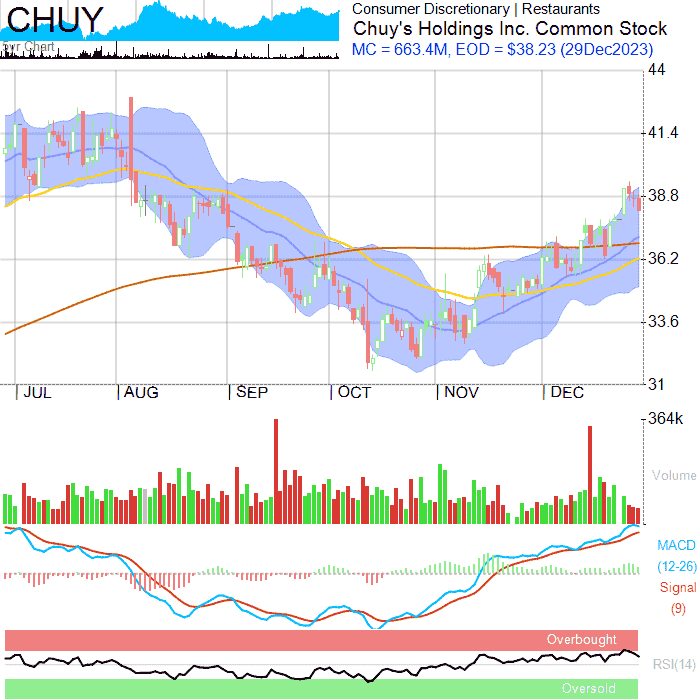 CHUY
5yr Chart
Consumer Discretionary | Restaurants
Chuy's Holdings Inc. Common Stock
MC = 663.4M, EOD = $38.23 (29Dec2023)
44
41.4
38.8
36.2
33.6
31
JUL
AUG
SEP
OCT
NOV
DEC
364k
Volume
MACD
(12-26)
Signal
(9)
Overbought
RSI(14)
Oversold